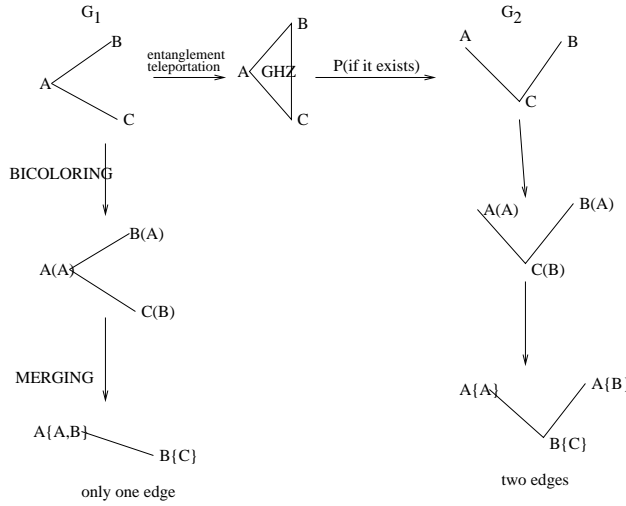 G1
G2
B
A
C
entanglement
teleportation
B
A
GHZ
C
P(if it exists)
A
B
C
BICOLORING
B(A)
A(A)
C(B)
A(A)
B(A)
C(B)
MERGING
A{A,B}
B{C}
only one edge
A{A}
A{B}
B{C}
two edges